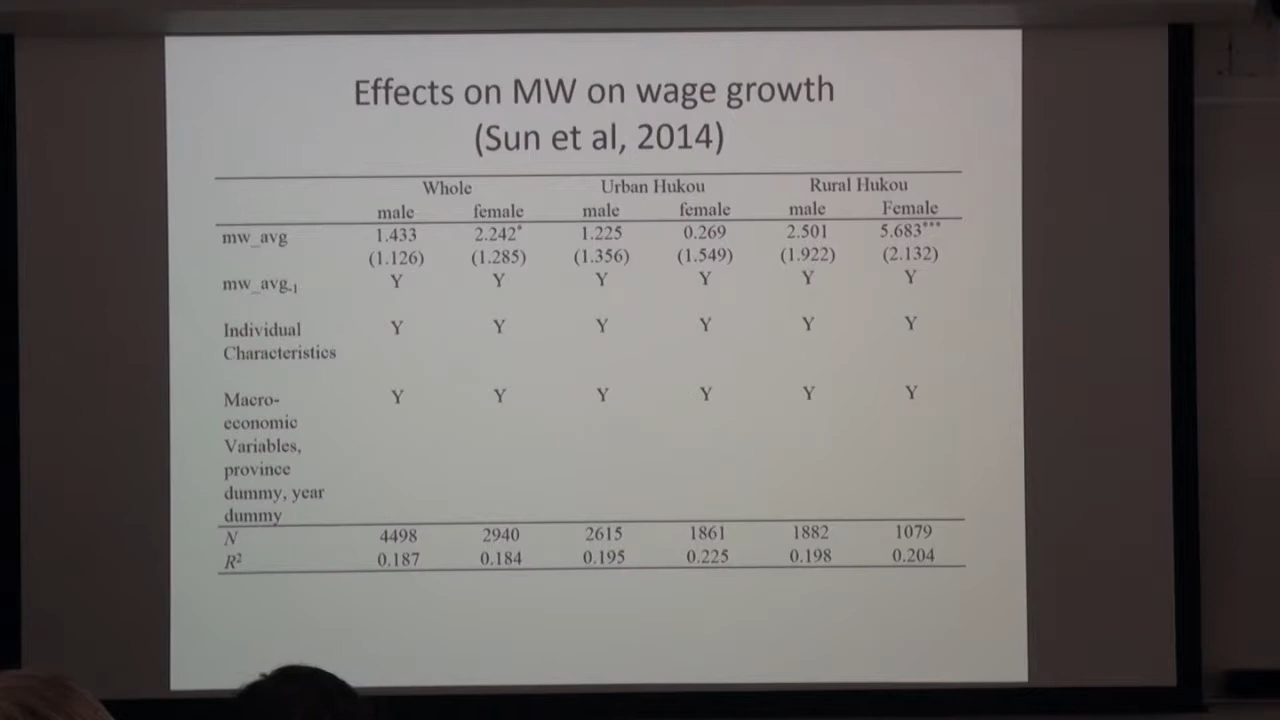 Effects on MW on wage growth
(Sun et al, 2014)
Whole Urban Hukou Rural Hukou
male female male female male Female
mw_avg 1.433 2.242* 1.225 0.269 2.501 5.683***
(1.126) (1.285) (1.356) (1.549) (1.922) (2.132)
mw_avg-1 Y Y Y Y Y Y
Individual Y Y Y Y Y Y
Characteristics
Macro- Y Y Y Y Y Y
economic
Variables,
province
dummy, year
dummy
N 4498 2940 2615 1861 1882 1079
R² 0.187 0.184 0.195 0.225 0.198 0.204